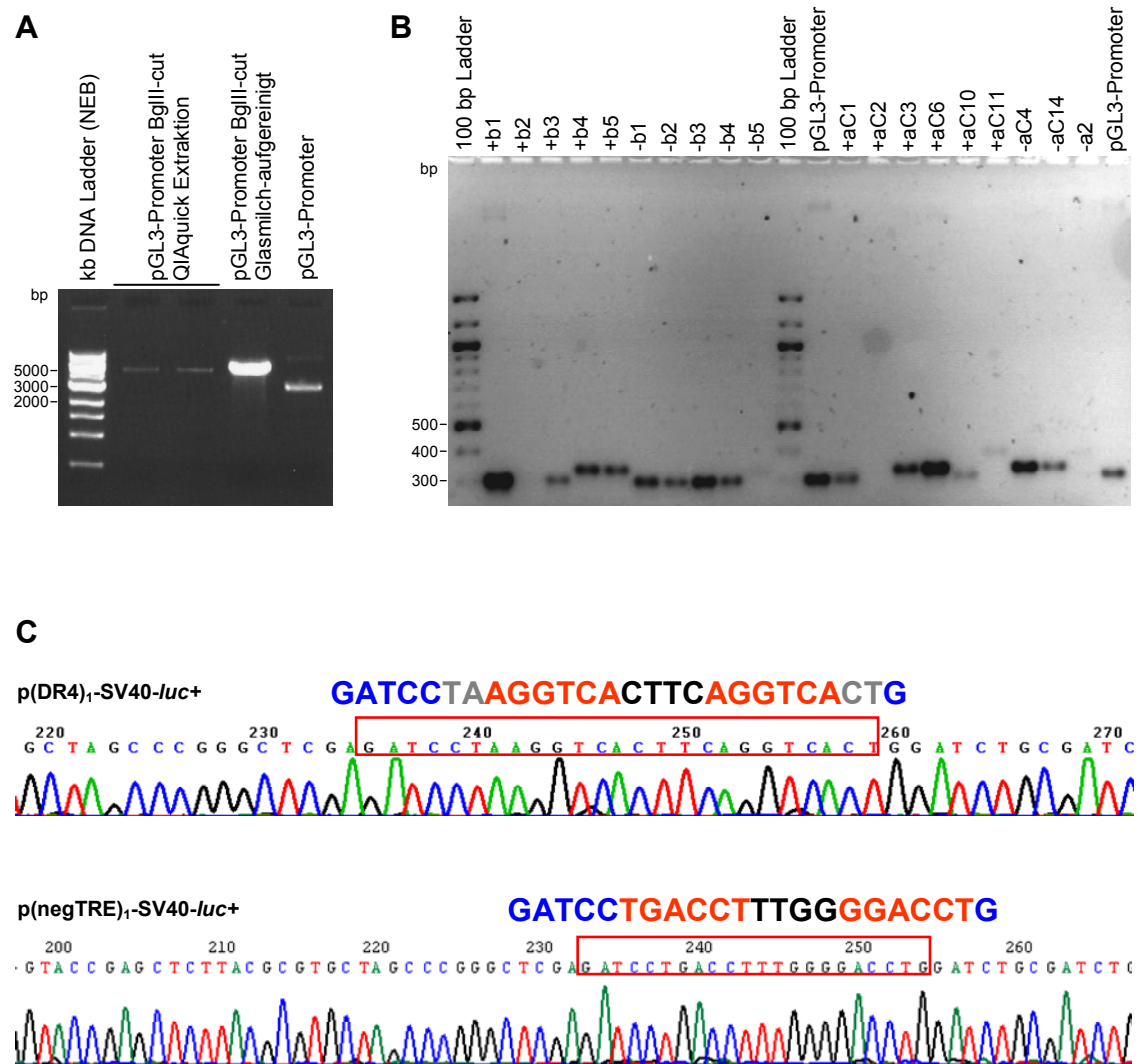 A
kb DNA Ladder (NEB)
pGL3-Promoter BglII-cut
QIAquick Extraktion
pGL3-Promoter BglII-cut
Glasmilch-aufgereinigt
pGL3-Promoter
bp
5000
3000
2000
B
100 bp Ladder
+b1
+b2
+b3
+b4
+b5
-b1
-b2
-b3
-b4
-b5
100 bp Ladder
pGL3-Promoter
+aC1
+aC2
+aC3
+aC6
+aC10
+aC11
-aC4
-aC14
-a2
pGL3-Promoter
bp
500
400
300
C
p(DR4)1-SV40-luc+
GATCCTAAGGTCACTTCAGGTCACTG
220 230 240 250 260 270
G C T A G C C C G G G C T C G A G A T C C T A A G G T C A C T T C A G G T C A C T G G A T C T G C G A T C
p(negTRE)1-SV40-luc+
GATCCTGACCTTTGGGGACCTG
200 210 220 230 240 250 260
G T A C C G A G C T C T T A C G C G T G C T A G C C C G G G C T C G A G A T C C T G A C C T T T G G G G A C C T G G A T C T G C G A T C T